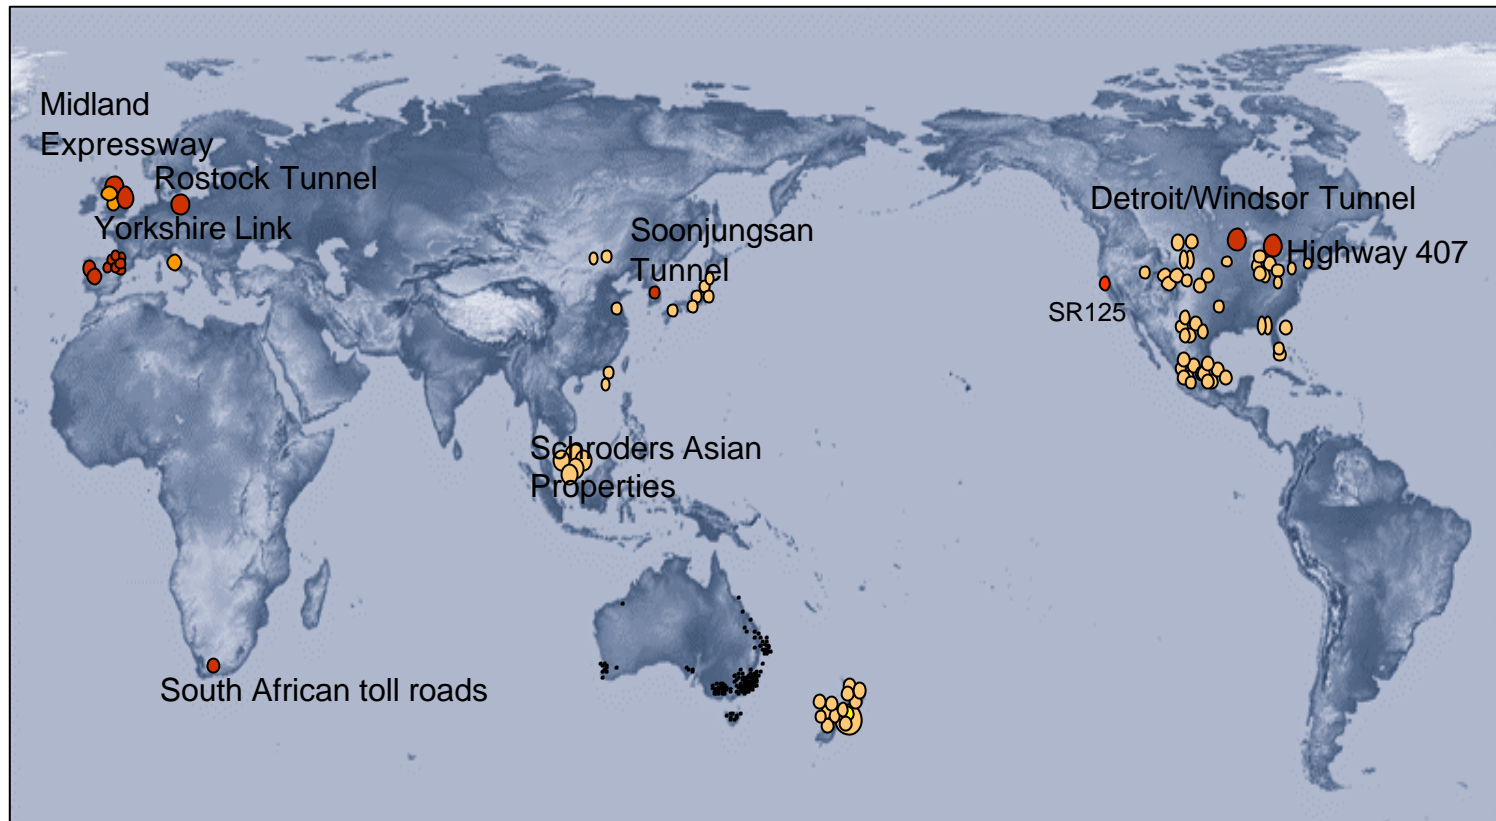 Midland
Expressway
Rostock Tunnel
Yorkshire Link
Soonjungsan
Tunnel
Detroit/Windsor Tunnel
Highway 407
SR125
Schroders Asian
Properties
South African toll roads